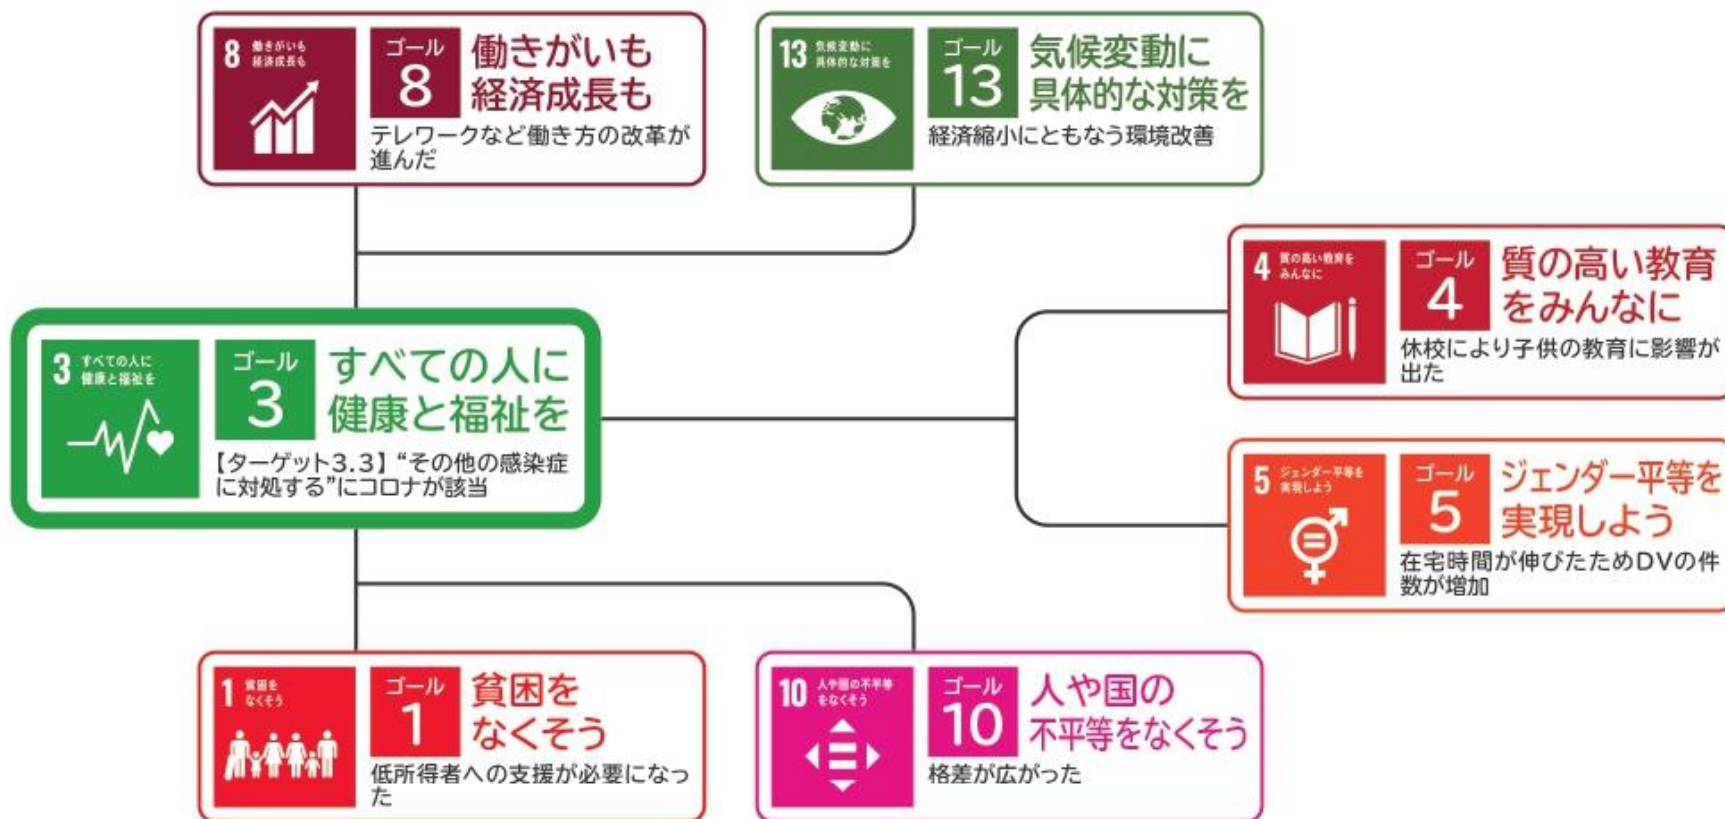 8 働きがいも
経済成長も
ゴール
8
働きがいも
経済成長も
テレワークなど働き方の改革が
進んだ
13 気候変動に
具体的な対策を
ゴール
13
気候変動に
具体的な対策を
経済縮小にともなう環境改善
4 質の高い教育を
みんなに
ゴール
4
質の高い教育
をみんなに
休校により子供の教育に影響が
出た
3 すべての人に
健康と福祉を
ゴール
3
すべての人に
健康と福祉を
【ターゲット3.3】“その他の感染症
に対処する”にコロナが該当
5 ジェンダー平等を
実現しよう
ゴール
5
ジェンダー平等を
実現しよう
在宅時間が伸びたためDVの件
数が増加
1 貧困を
なくそう
ゴール
1
貧困を
なくそう
低所得者への支援が必要になっ
た
10 人や国の不平等
をなくそう
ゴール
10
人や国の
不平等をなくそう
格差が広がった